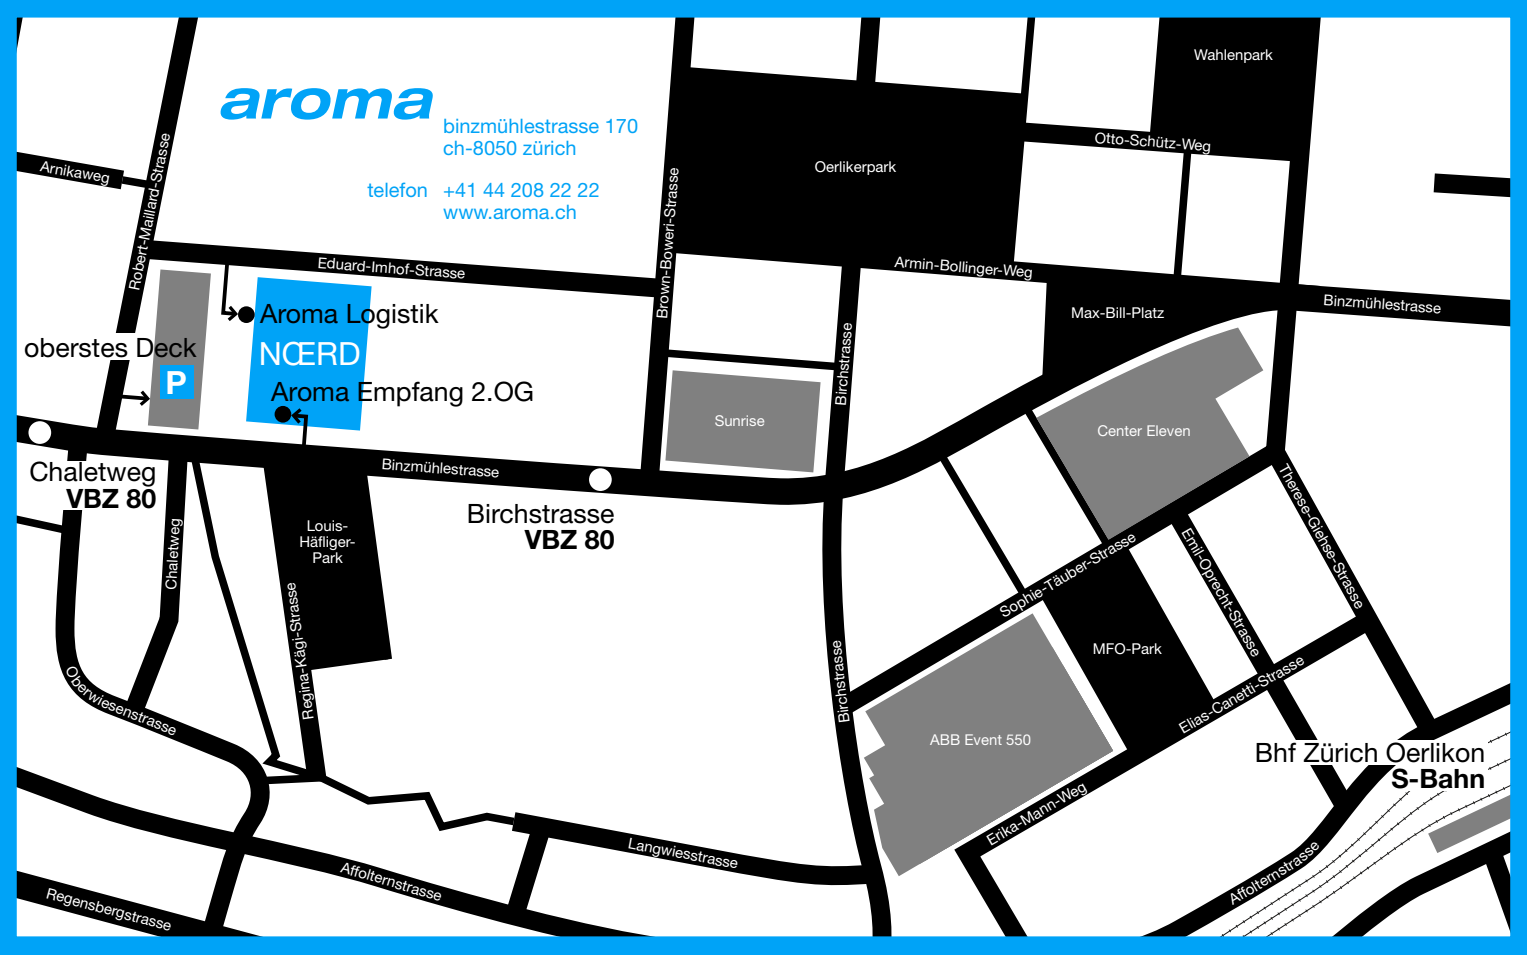 Wahlenpark
aroma
binzmühlestrasse 170
ch-8050 zürich
telefon +41 44 208 22 22
www.aroma.ch
Otto-Schütz-Weg
Oerlikerpark
Arnikaweg
Robert-Maillard-Strasse
Brown-Boweri-Strasse
Eduard-Imhof-Strasse
Armin-Bollinger-Weg
Binzmühlestrasse
Max-Bill-Platz
Aroma Logistik
NŒRD
oberstes Deck
P
Aroma Empfang 2.OG
Birchstrasse
Sunrise
Center Eleven
Binzmühlestrasse
Chaletweg
VBZ 80
Birchstrasse
VBZ 80
Louis-
Häfliger-
Park
Chaletweg
Therese-Giehse-Strasse
Sophie-Täuber-Strasse
Emil-Oprecht-Strasse
Regina-Kägi-Strasse
MFO-Park
Birchstrasse
Oberwiesenstrasse
Elias-Canetti-Strasse
ABB Event 550
Bhf Zürich Oerlikon
S-Bahn
Erika-Mann-Weg
Langwiesstrasse
Affolternstrasse
Affolternstrasse
Regensbergstrasse